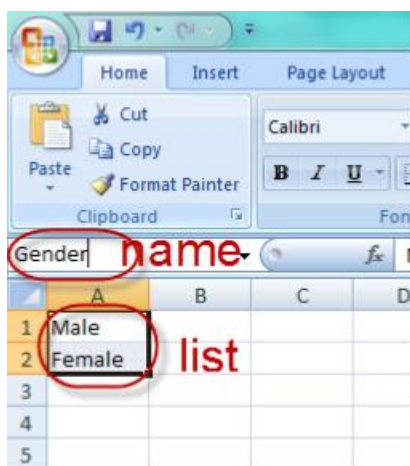 Home Insert Page Layout
Cut
Calibri
Copy
Paste
B I U
Format Painter
Clipboard
Fon
Gender name fx
A B C D
1 Male
2 Female list
3
4
5